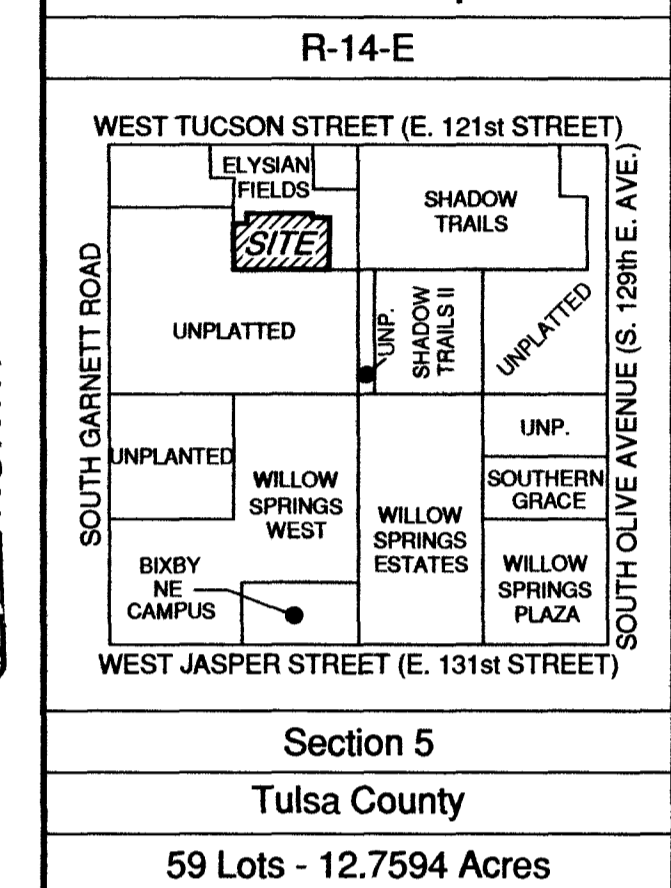 R-14-E
WEST TUCSON STREET (E. 121st STREET)
ELYSIAN
FIELDS
SHADOW
TRAILS
SITE
SOUTH GARNETT ROAD
UNPLATTED
UNP.
SHADOW
TRAILS II
UNPLATTED
SOUTH OLIVE AVENUE (S. 129th E. AVE.)
UNPLANTED
WILLOW
SPRINGS
WEST
WILLOW
SPRINGS
ESTATES
UNP.
SOUTHERN
GRACE
WILLOW
SPRINGS
PLAZA
BIXBY
NE
CAMPUS
WEST JASPER STREET (E. 131st STREET)
Section 5
Tulsa County
59 Lots - 12.7594 Acres